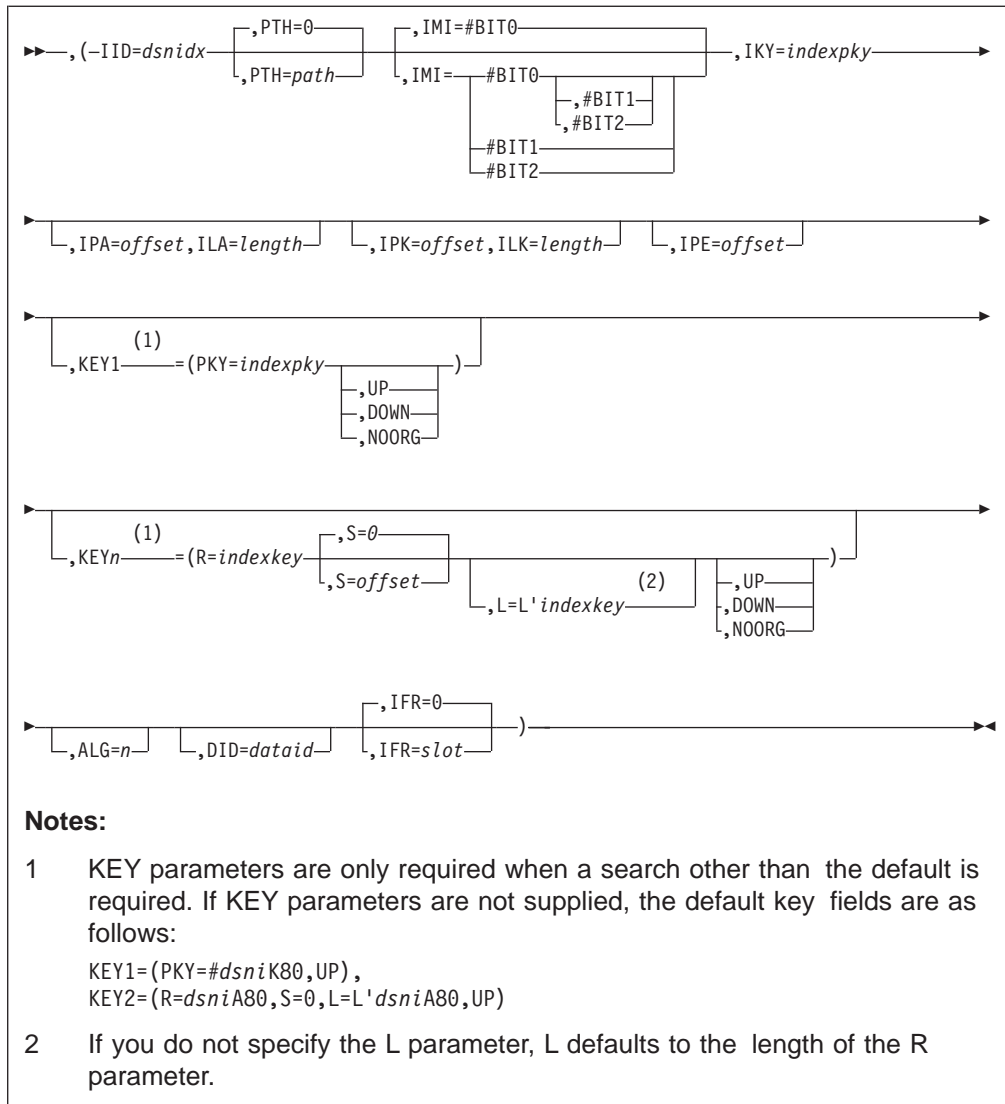 ,PTH=0 ,IMI=#BIT0
,(–IID=dsnidx ,IKY=indexpky
,PTH=path ,IMI= #BIT0
,#BIT1
,#BIT2
#BIT1
#BIT2
,IPA=offset,ILA=length ,IPK=offset,ILK=length ,IPE=offset
(1)
,KEY1 =(PKY=indexpky )
,UP
,DOWN
,NOORG
(1) ,S=0
,KEYn =(R=indexkey )
,S=offset (2) ,UP
,L=L'indexkey ,DOWN
,NOORG
,IFR=0
)
,ALG=n ,DID=dataid ,IFR=slot
Notes:
1 KEY parameters are only required when a search other than the default is
required. If KEY parameters are not supplied, the default key fields are as
follows:
KEY1=(PKY=#dsniK80,UP),
KEY2=(R=dsniA80,S=0,L=L'dsniA80,UP)
2 If you do not specify the L parameter, L defaults to the length of the R
parameter.